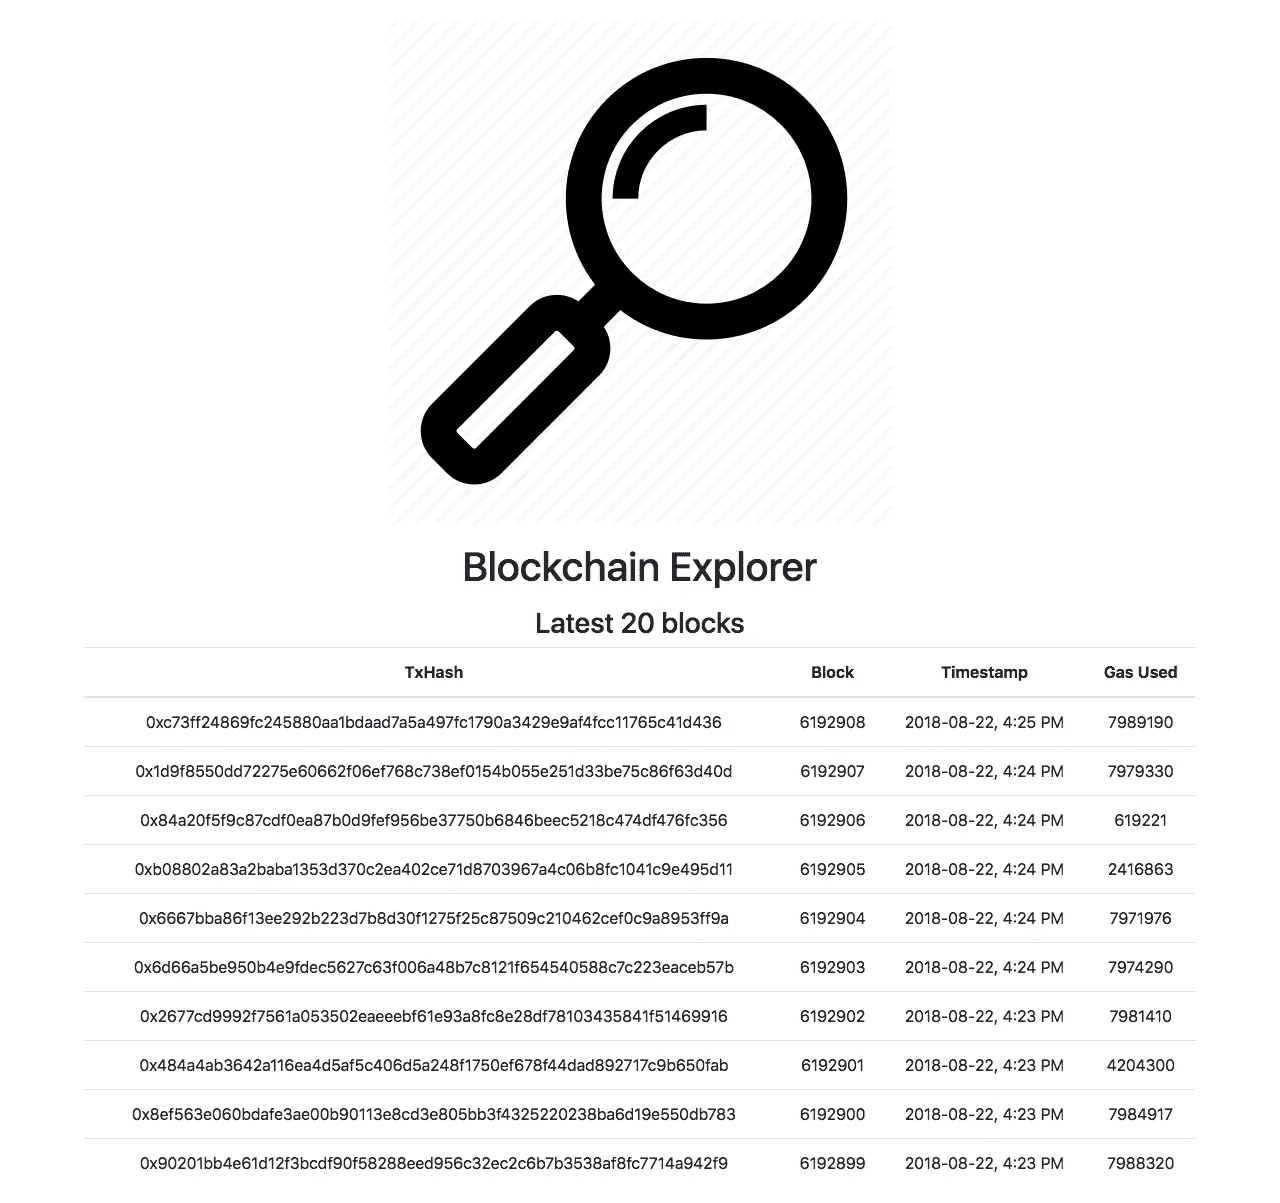 Blockchain Explorer
Latest 20 blocks
TxHash Block Timestamp Gas Used
0xc73ff24869fc245880aa1bdaad7a5a497fc1790a3429e9af4fcc11765c41d436 6192908 2018-08-22, 4:25 PM 7989190
0x1d9f8550dd72275e60662f06ef768c738ef0154b055e251d33be75c86f63d40d 6192907 2018-08-22, 4:24 PM 7979330
0x84a20f5f9c87cdf0ea87b0d9fef956be37750b6846beec5218c474df476fc356 6192906 2018-08-22, 4:24 PM 619221
0xb08802a83a2baba1353d370c2ea402ce71d8703967a4c06b8fc1041c9e495d11 6192905 2018-08-22, 4:24 PM 2416863
0x6667bba86f13ee292b223d7b8d30f1275f25c87509c210462cef0c9a8953ff9a 6192904 2018-08-22, 4:24 PM 7971976
0x6d66a5be950b4e9fdec5627c63f006a48b7c8121f654540588c7c223eaceb57b 6192903 2018-08-22, 4:24 PM 7974290
0x2677cd9992f7561a053502eaeeebf61e93a8fc8e28df78103435841f51469916 6192902 2018-08-22, 4:23 PM 7981410
0x484a4ab3642a116ea4d5af5c406d5a248f1750ef678f44dad892717c9b650fab 6192901 2018-08-22, 4:23 PM 4204300
0x8ef563e060bdafe3ae00b90113e8cd3e805bb3f4325220238ba6d19e550db783 6192900 2018-08-22, 4:23 PM 7984917
0x90201bb4e61d12f3bcdf90f58288eed956c32ec2c6b7b3538af8fc7714a942f9 6192899 2018-08-22, 4:23 PM 7988320